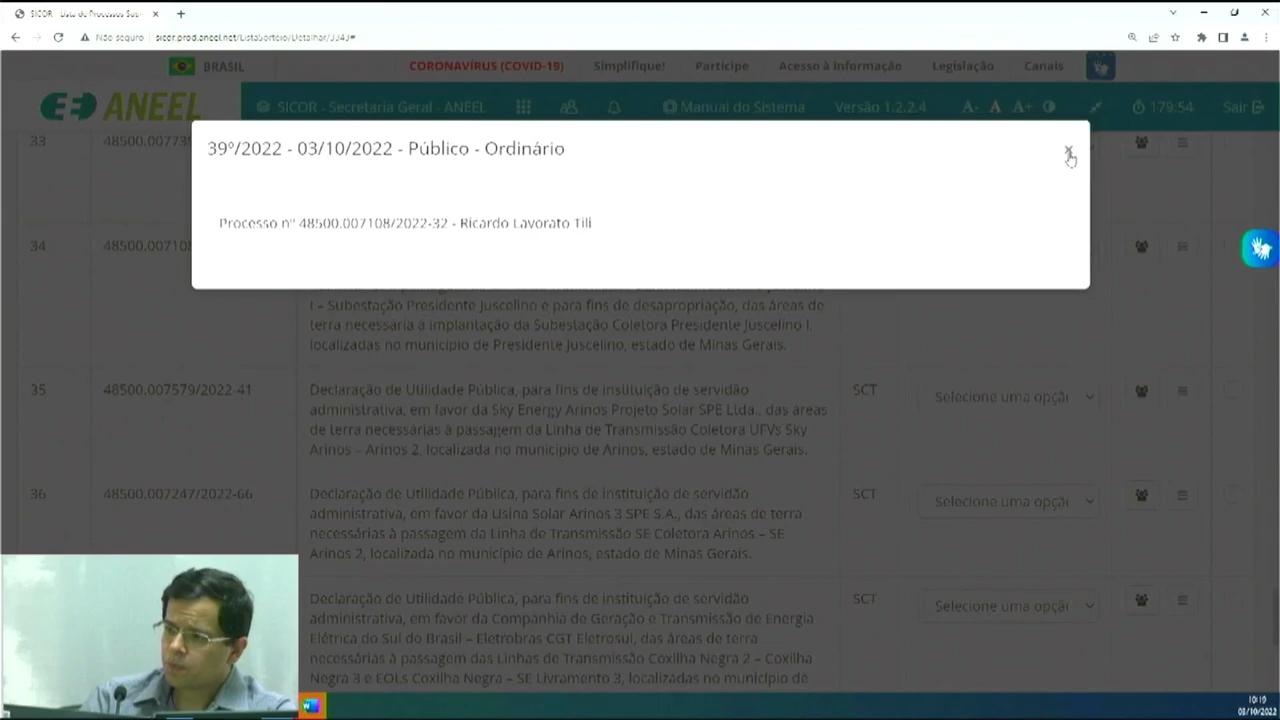 SICOR - Lista de Processos Sub
Não seguro
sicor.prod.aneel.net/ListaSorteio/Detalhar/3343#
BRASIL
CORONAVÍRUS (COVID-19)
Simplifique!
Participe
Acesso à Informação
Legislação
Canais
ANEEL
SICOR - Secretaria Geral - ANEEL
Manual do Sistema
Versão 1.2.2.4
A- A A+
179:54
Sair
39º/2022 - 03/10/2022 - Público - Ordinário
×
Processo nº 48500.007108/2022-32 - Ricardo Lavorato Tili
33
48500.00773
34
48500.007108
I – Subestação Presidente Juscelino e para fins de desapropriação, das áreas de
terra necessária à implantação da Subestação Coletora Presidente Juscelino I,
localizadas no município de Presidente Juscelino, estado de Minas Gerais.
35
48500.007579/2022-41
Declaração de Utilidade Pública, para fins de instituição de servidão
administrativa, em favor da Sky Energy Arinos Projeto Solar SPE Ltda., das áreas
de terra necessárias à passagem da Linha de Transmissão Coletora UFVs Sky
Arinos – Arinos 2, localizada no município de Arinos, estado de Minas Gerais.
SCT
Selecione uma opçã
36
48500.007247/2022-66
Declaração de Utilidade Pública, para fins de instituição de servidão
administrativa, em favor da Usina Solar Arinos 3 SPE S.A., das áreas de terra
necessárias à passagem da Linha de Transmissão SE Coletora Arinos – SE
Arinos 2, localizada no município de Arinos, estado de Minas Gerais.
SCT
Selecione uma opçã
Declaração de Utilidade Pública, para fins de instituição de servidão
administrativa, em favor da Companhia de Geração e Transmissão de Energia
Elétrica do Sul do Brasil – Eletrobras CGT Eletrosul, das áreas de terra
necessárias à passagem das Linhas de Transmissão Coxilha Negra 2 – Coxilha
Negra 3 e EOLs Coxilha Negra – SE Livramento 3, localizadas no município de
SCT
Selecione uma opçã
10:19
03/10/2022